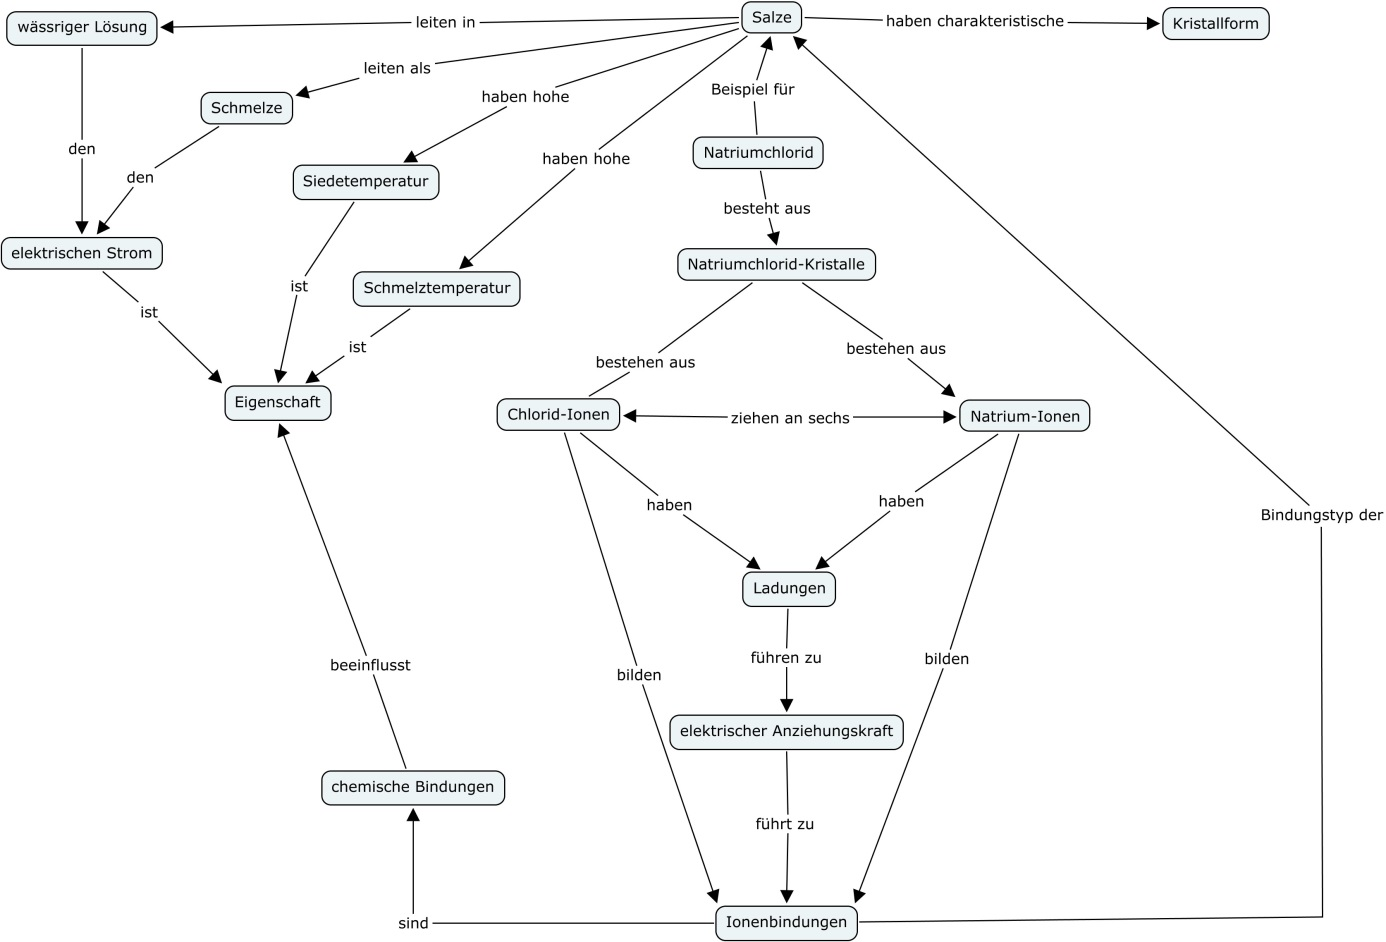 Salze
haben charakteristische
Kristallform
leiten in
wässriger Lösung
leiten als
Schmelze
haben hohe
Beispiel für
den
haben hohe
Natriumchlorid
den
Siedetemperatur
besteht aus
elektrischen Strom
Natriumchlorid-Kristalle
ist
Schmelztemperatur
ist
ist
bestehen aus
bestehen aus
Eigenschaft
Chlorid-Ionen
ziehen an sechs
Natrium-Ionen
haben
haben
Bindungstyp der
Ladungen
beeinflusst
bilden
führen zu
bilden
elektrischer Anziehungskraft
chemische Bindungen
führt zu
sind
Ionenbindungen